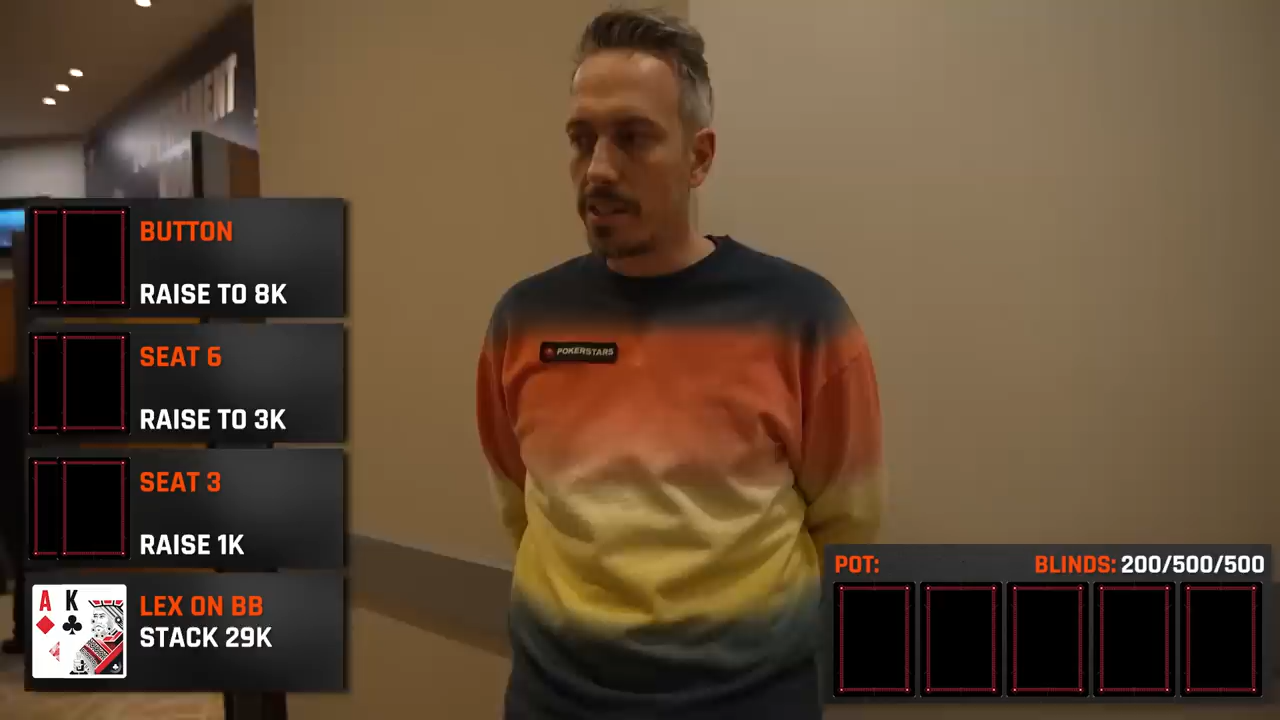 BUTTON
RAISE TO 8K
SEAT 6
RAISE TO 3K
SEAT 3
RAISE 1K
A K
LEX ON BB
STACK 29K
POKERSTARS
POT:
BLINDS: 200/500/500